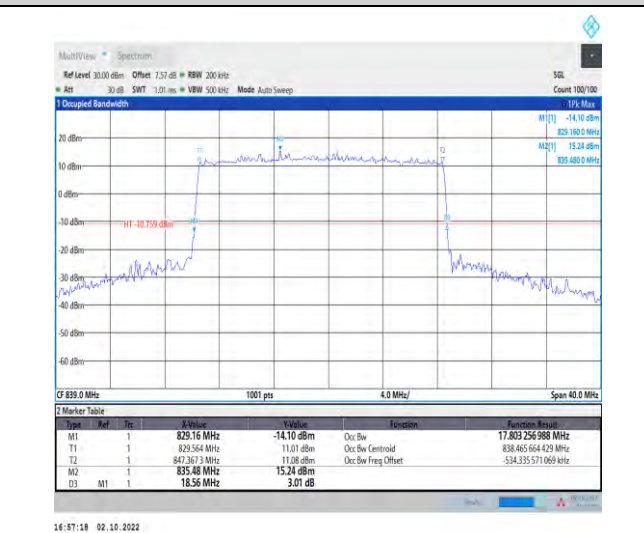 MultiView Spectrum
Ref Level 30.00 dBm Offset 7.57 dB RBW 200 kHz SGL
Att 30 dB SWT 1.01 ms VBW 500 kHz Mode Auto Sweep Count 100/100
1 Occupied Bandwidth 1Pk Max
M1[1] -14.10 dBm
829.160 0 MHz
20 dBm M2[1] 15.24 dBm
835.480 0 MHz
T1 M2 T2
10 dBm
0 dBm
-10 dBm H1 -10.759 dBm M1 D3
-20 dBm
-30 dBm
-40 dBm
-50 dBm
-60 dBm
CF 839.0 MHz 1001 pts 4.0 MHz/ Span 40.0 MHz
2 Marker Table
Type Ref Trc X-Value Y-Value Function Function Result
M1 1 829.16 MHz -14.10 dBm Occ Bw 17.803 256 988 MHz
T1 1 829.564 MHz 11.01 dBm Occ Bw Centroid 838.465 664 429 MHz
T2 1 847.367 3 MHz 11.08 dBm Occ Bw Freq Offset -534.335 571 069 kHz
M2 1 835.48 MHz 15.24 dBm
D3 M1 1 18.56 MHz 3.01 dB
16:57:18 02.10.2022